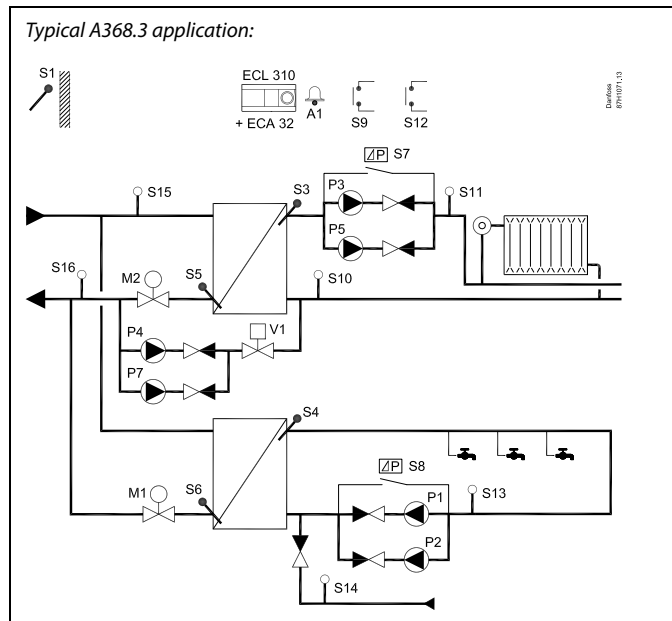 Typical A368.3 application:
S1
ECL 310
+ ECA 32
A1
S9
S12
Danfoss
87H1071.13
⊿P S7
S15
S3
P3
S11
P5
S16
M2
S5
S10
P4
V1
P7
S4
⊿P S8
M1
S6
P1
S13
P2
S14